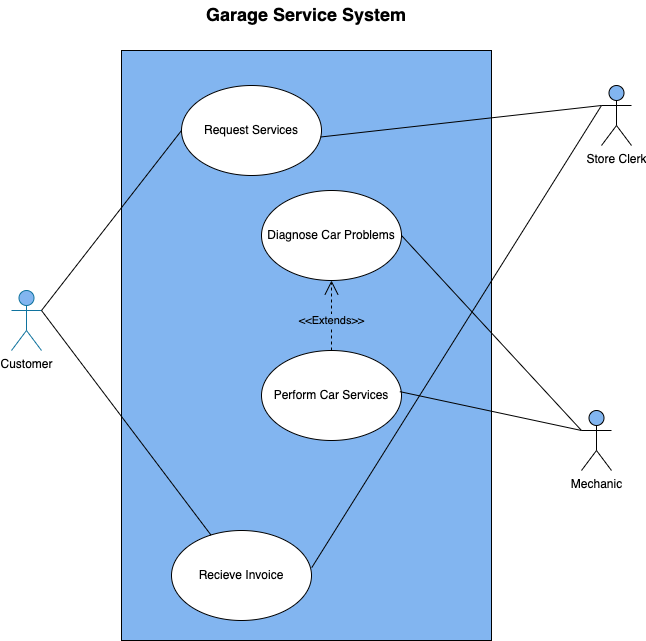 Garage Service System
Request Services
Store Clerk
Diagnose Car Problems
<<Extends>>
Customer
Perform Car Services
Mechanic
Recieve Invoice